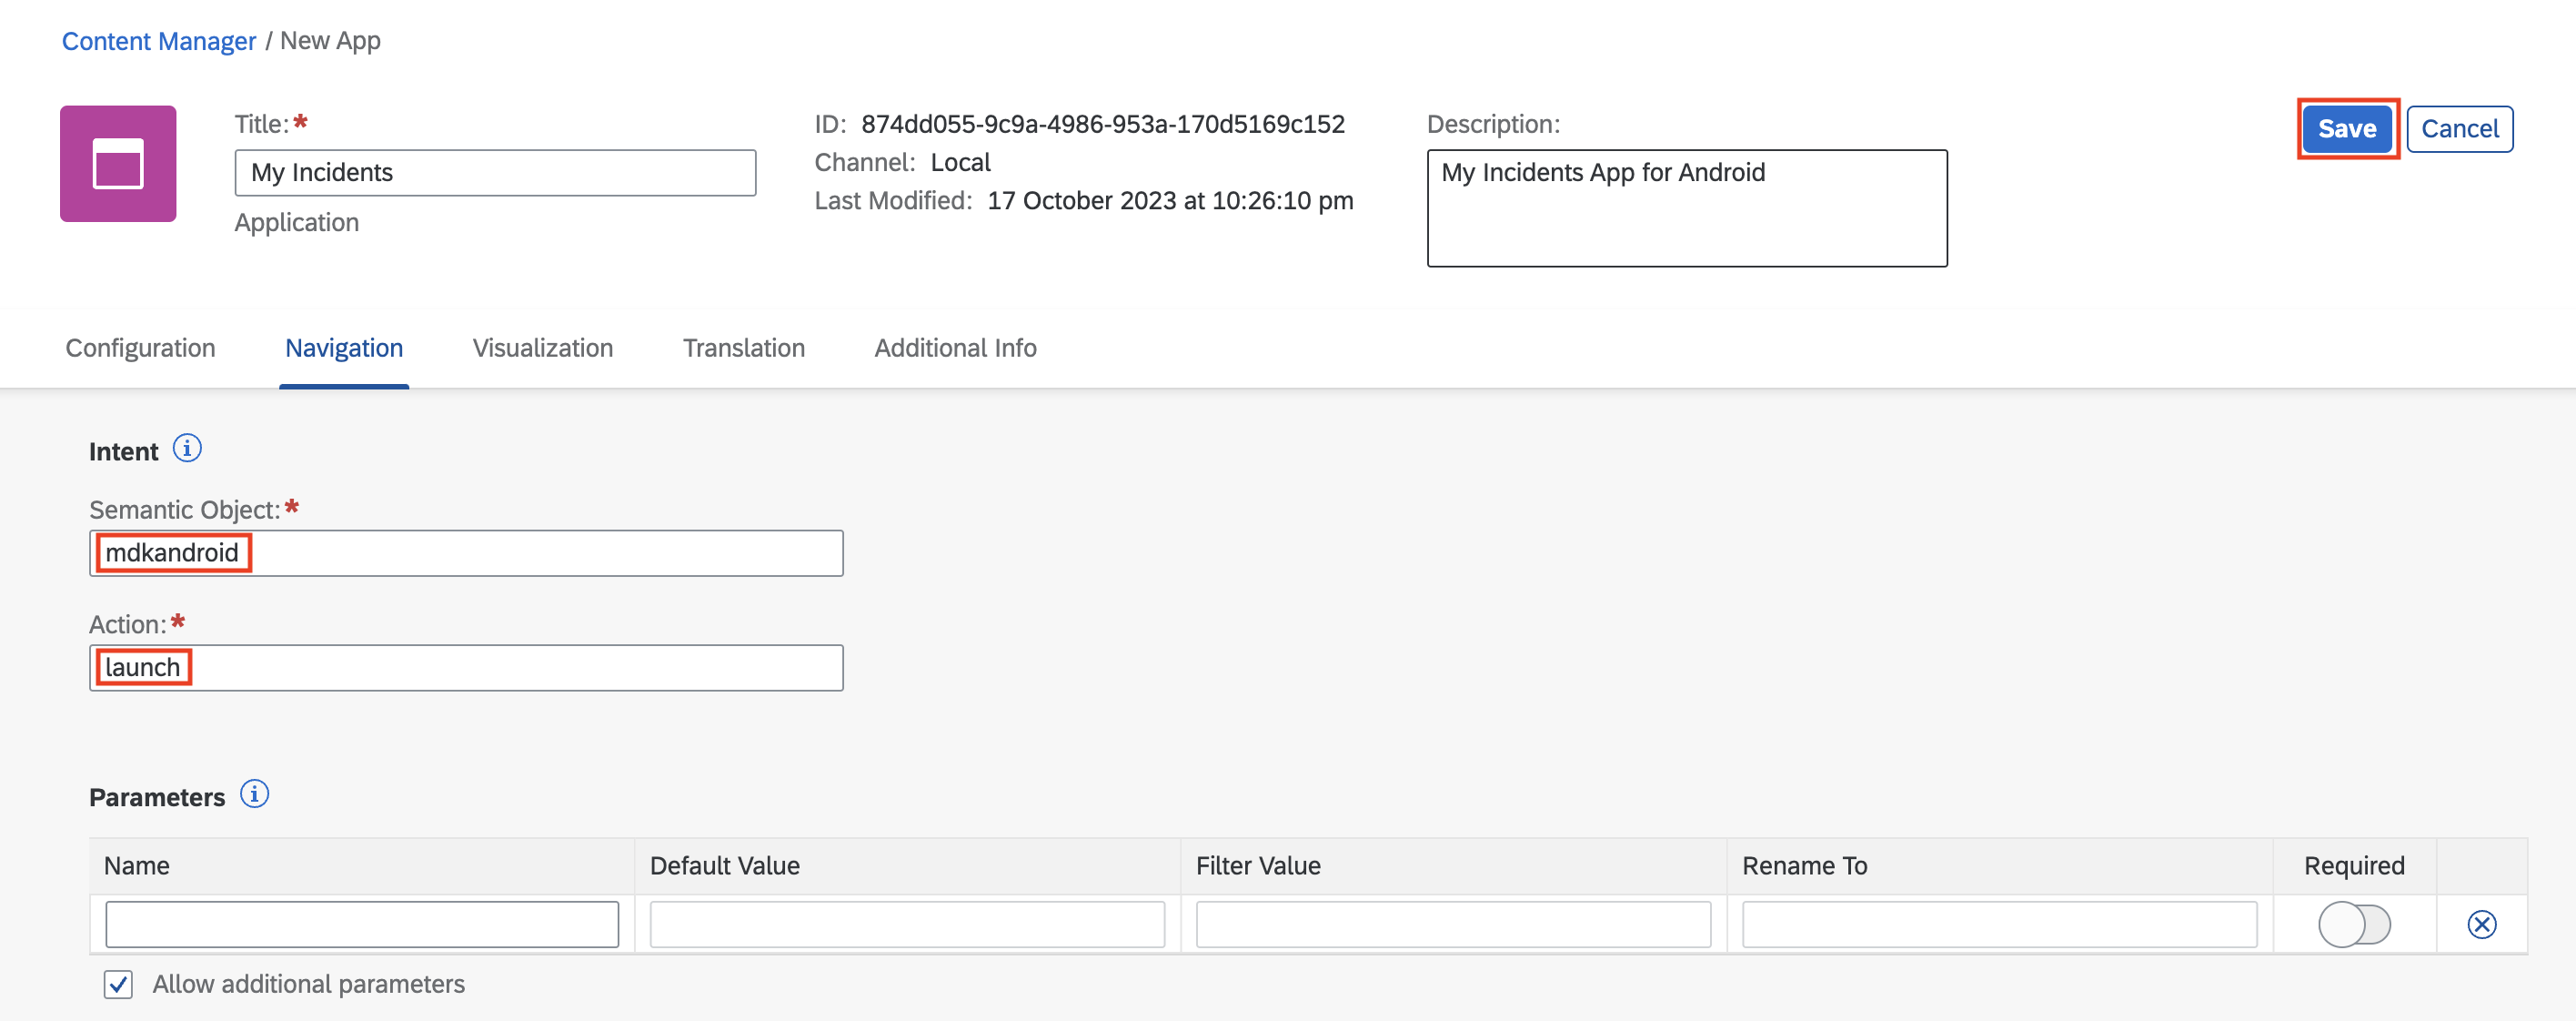 Content Manager / New App
Title:*
My Incidents
Application
ID: 874dd055-9c9a-4986-953a-170d5169c152
Channel: Local
Last Modified: 17 October 2023 at 10:26:10 pm
Description:
My Incidents App for Android
Save
Cancel
Configuration
Navigation
Visualization
Translation
Additional Info
Intent
Semantic Object:*
mdkandroid
Action:*
launch
Parameters
Name Default Value Filter Value Rename To Required
Allow additional parameters